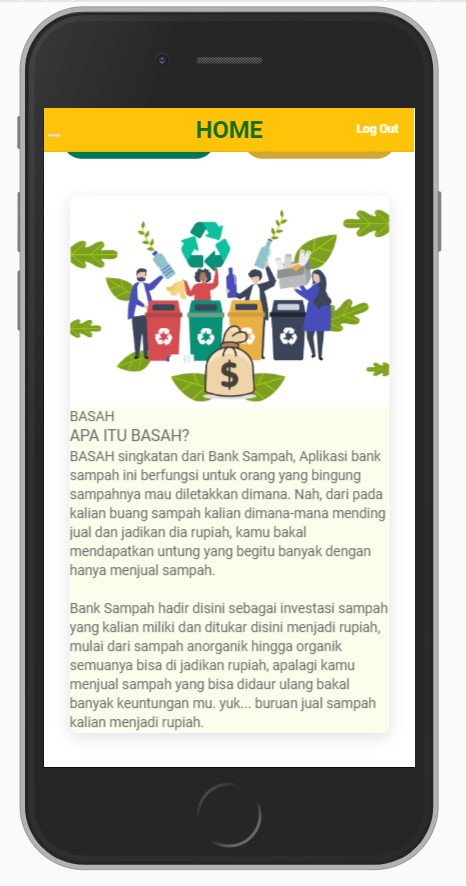 HOME
Log Out
$
BASAH
APA ITU BASAH?
BASAH singkatan dari Bank Sampah, Aplikasi bank
sampah ini berfungsi untuk orang yang bingung
sampahnya mau diletakkan dimana. Nah, dari pada
kalian buang sampah kalian dimana-mana mending
jual dan jadikan dia rupiah, kamu bakal
mendapatkan untung yang begitu banyak dengan
hanya menjual sampah.
Bank Sampah hadir disini sebagai investasi sampah
yang kalian miliki dan ditukar disini menjadi rupiah,
mulai dari sampah anorganik hingga organik
semuanya bisa di jadikan rupiah, apalagi kamu
menjual sampah yang bisa didaur ulang bakal
banyak keuntungan mu. yuk... buruan jual sampah
kalian menjadi rupiah.